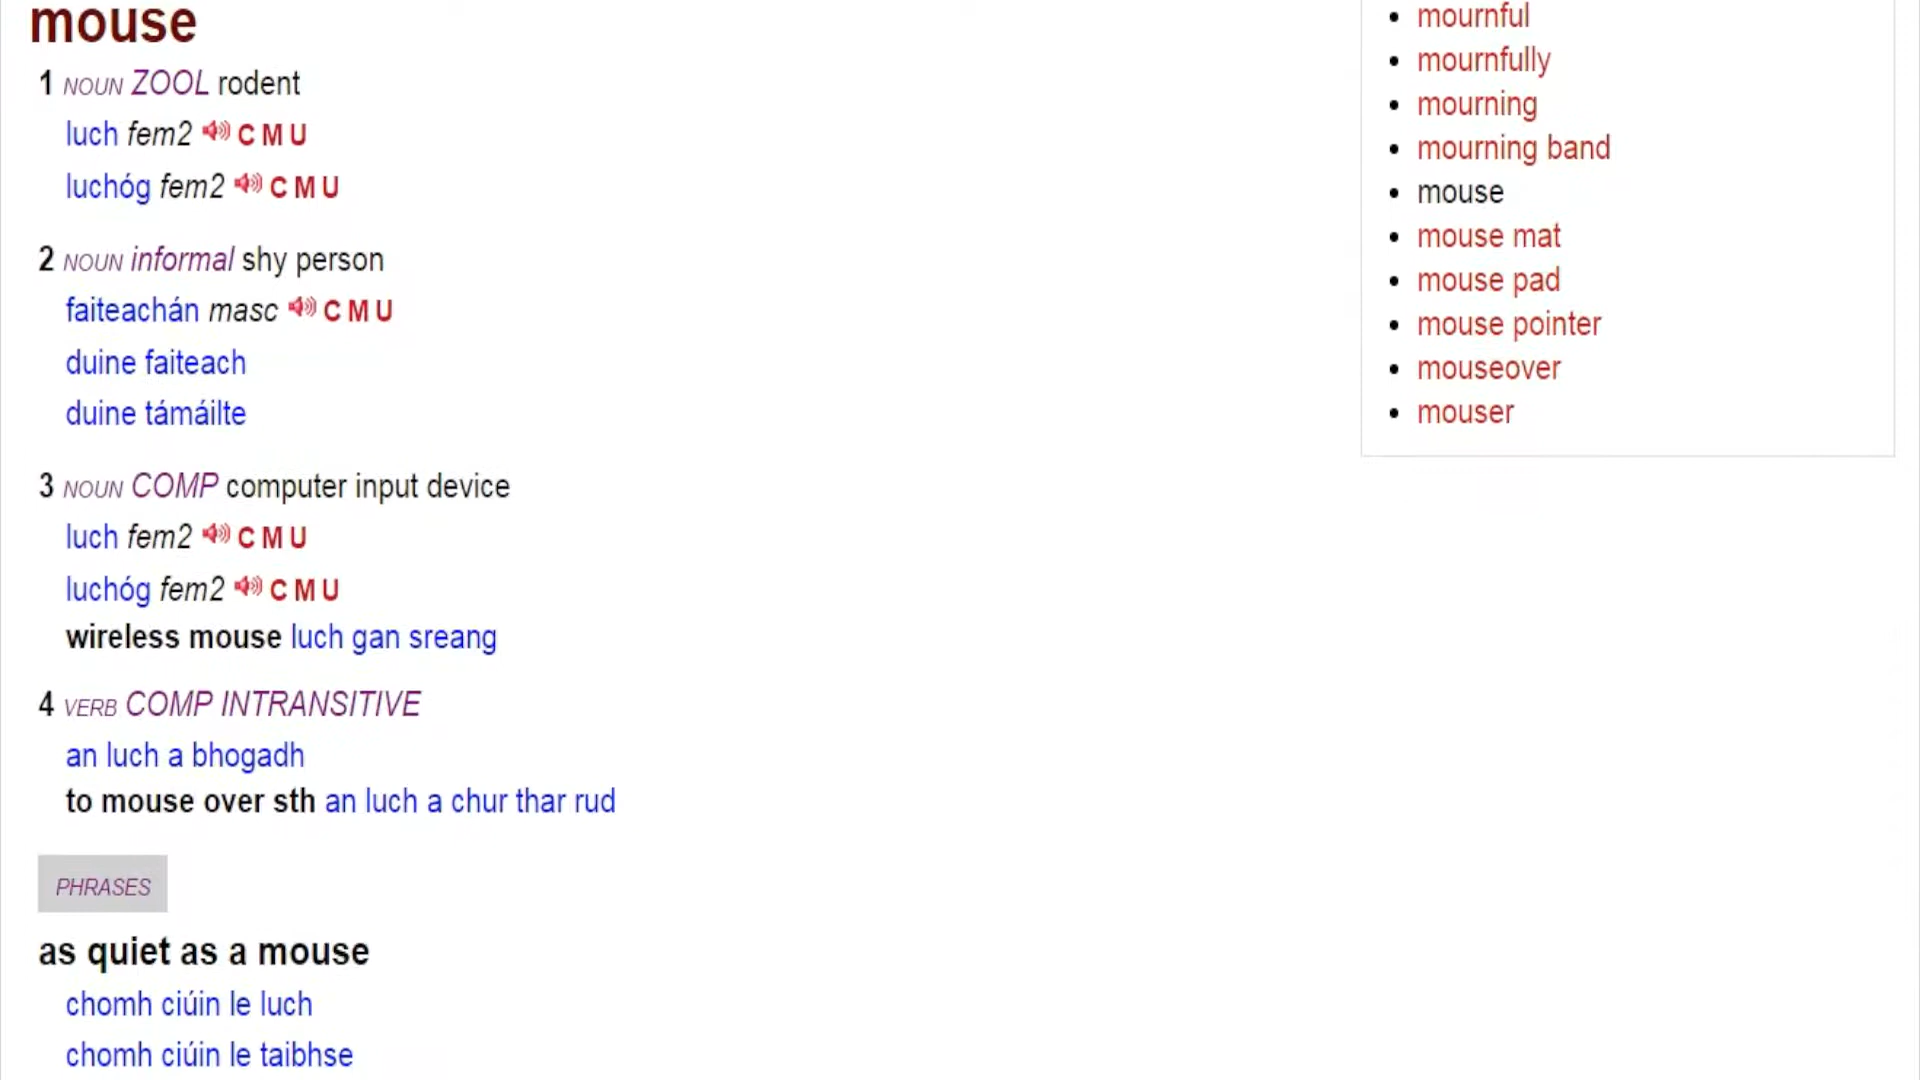 mouse
1 NOUN ZOOL rodent
luch fem2 C M U
luchóg fem2 C M U
2 NOUN informal shy person
faiteachán masc C M U
duine faiteach
duine támáilte
3 NOUN COMP computer input device
luch fem2 C M U
luchóg fem2 C M U
wireless mouse luch gan sreang
4 VERB COMP INTRANSITIVE
an luch a bhogadh
to mouse over sth an luch a chur thar rud
PHRASES
as quiet as a mouse
chomh ciúin le luch
chomh ciúin le taibhse
mournful
mournfully
mourning
mourning band
mouse
mouse mat
mouse pad
mouse pointer
mouseover
mouser